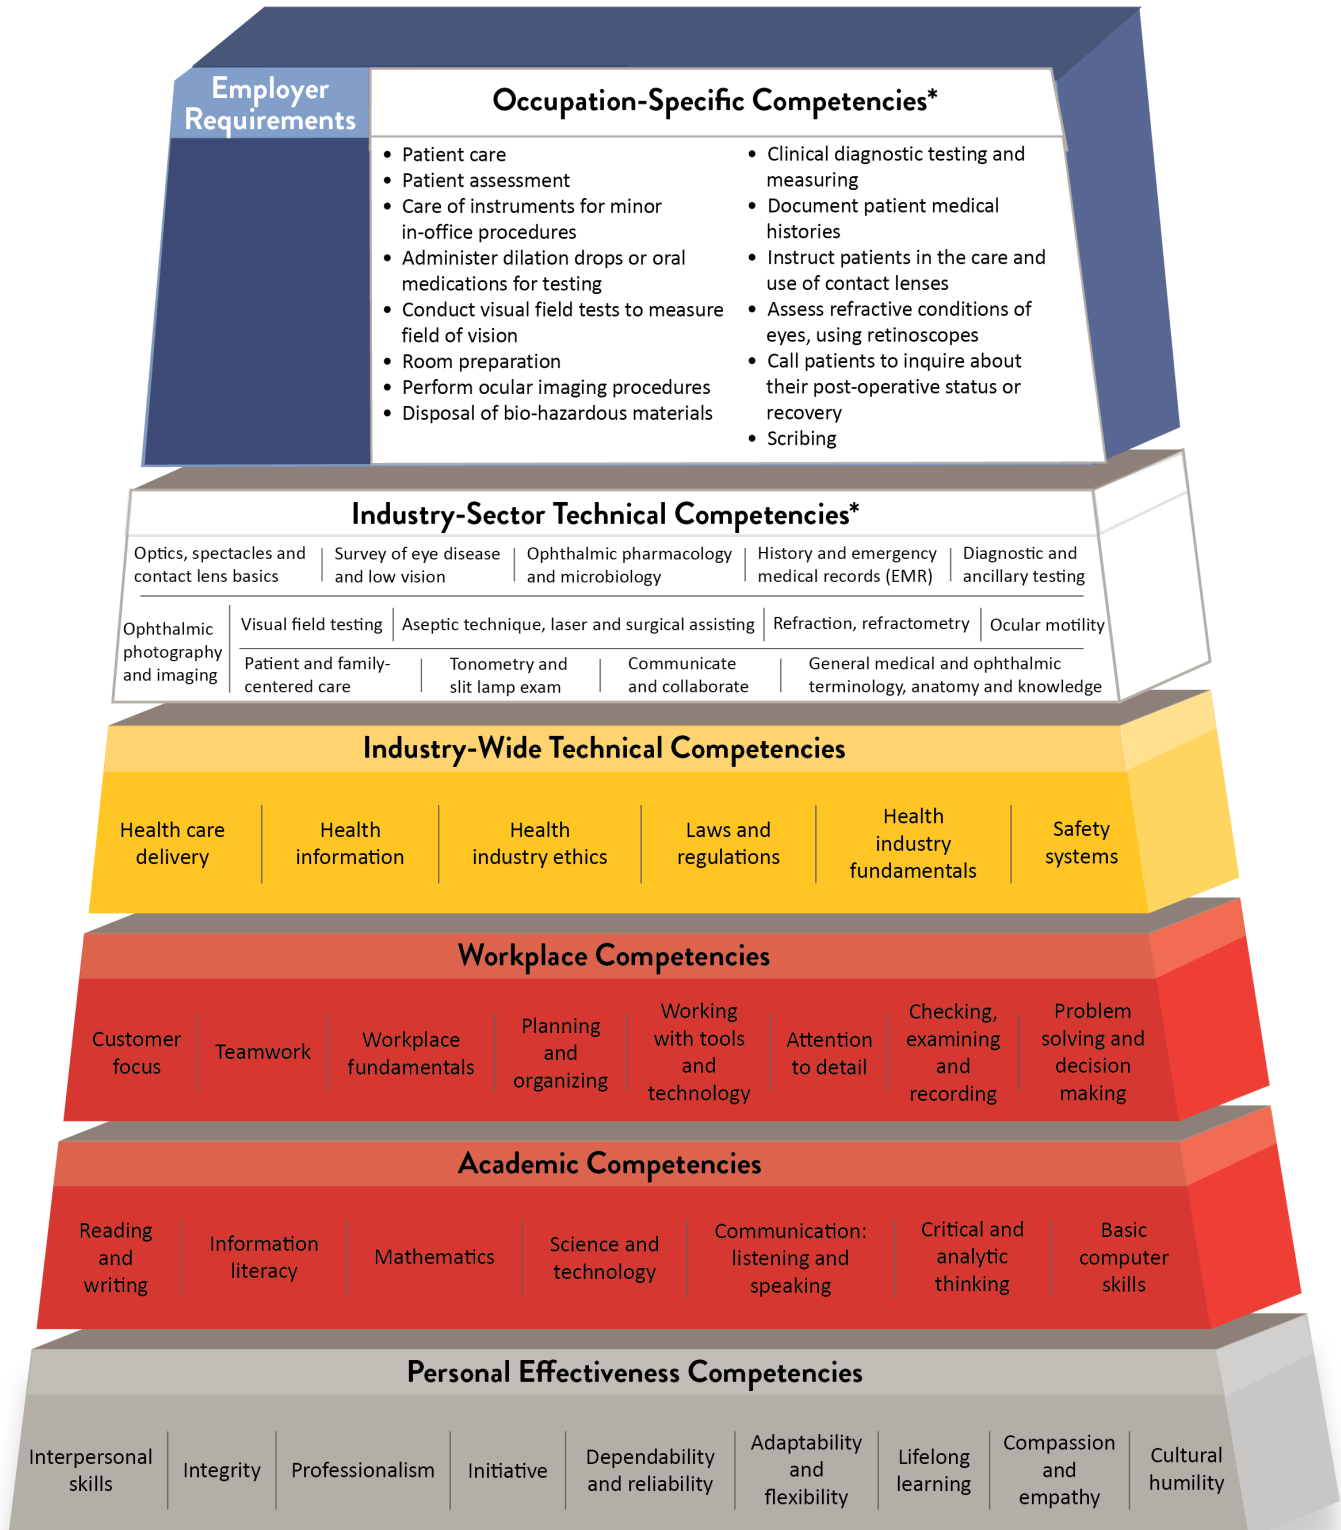 Employer
Requirements
Occupation-Specific Competencies*
• Patient care
• Patient assessment
• Care of instruments for minor
in-office procedures
• Administer dilation drops or oral
medications for testing
• Conduct visual field tests to measure
field of vision
• Room preparation
• Perform ocular imaging procedures
• Disposal of bio-hazardous materials
• Clinical diagnostic testing and
measuring
• Document patient medical
histories
• Instruct patients in the care and
use of contact lenses
• Assess refractive conditions of
eyes, using retinoscopes
• Call patients to inquire about
their post-operative status or
recovery
• Scribing
Industry-Sector Technical Competencies*
Optics, spectacles and
contact lens basics
Survey of eye disease
and low vision
Ophthalmic pharmacology
and microbiology
History and emergency
medical records (EMR)
Diagnostic and
ancillary testing
Ophthalmic
photography
and imaging
Visual field testing
Aseptic technique, laser and surgical assisting
Refraction, refractometry
Ocular motility
Patient and family-
centered care
Tonometry and
slit lamp exam
Communicate
and collaborate
General medical and ophthalmic
terminology, anatomy and knowledge
Industry-Wide Technical Competencies
Health care
delivery
Health
information
Health
industry ethics
Laws and
regulations
Health
industry
fundamentals
Safety
systems
Workplace Competencies
Customer
focus
Teamwork
Workplace
fundamentals
Planning
and
organizing
Working
with tools
and
technology
Attention
to detail
Checking,
examining
and
recording
Problem
solving and
decision
making
Academic Competencies
Reading
and
writing
Information
literacy
Mathematics
Science and
technology
Communication:
listening and
speaking
Critical and
analytic
thinking
Basic
computer
skills
Personal Effectiveness Competencies
Interpersonal
skills
Integrity
Professionalism
Initiative
Dependability
and reliability
Adaptability
and
flexibility
Lifelong
learning
Compassion
and
empathy
Cultural
humility